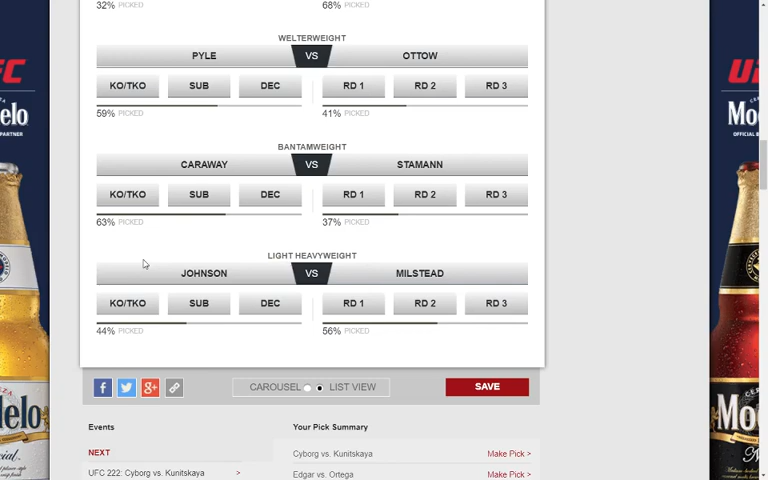 32% PICKED 68% PICKED
WELTERWEIGHT
PYLE VS OTTOW
KO/TKO SUB DEC RD 1 RD 2 RD 3
59% PICKED 41% PICKED
BANTAMWEIGHT
CARAWAY VS STAMANN
KO/TKO SUB DEC RD 1 RD 2 RD 3
63% PICKED 37% PICKED
LIGHT HEAVYWEIGHT
JOHNSON VS MILSTEAD
KO/TKO SUB DEC RD 1 RD 2 RD 3
44% PICKED 56% PICKED
f g+ CAROUSEL LIST VIEW SAVE
Events Your Pick Summary
NEXT
Cyborg vs. Kunitskaya Make Pick >
UFC 222: Cyborg vs. Kunitskaya >
Edgar vs. Ortega Make Pick >